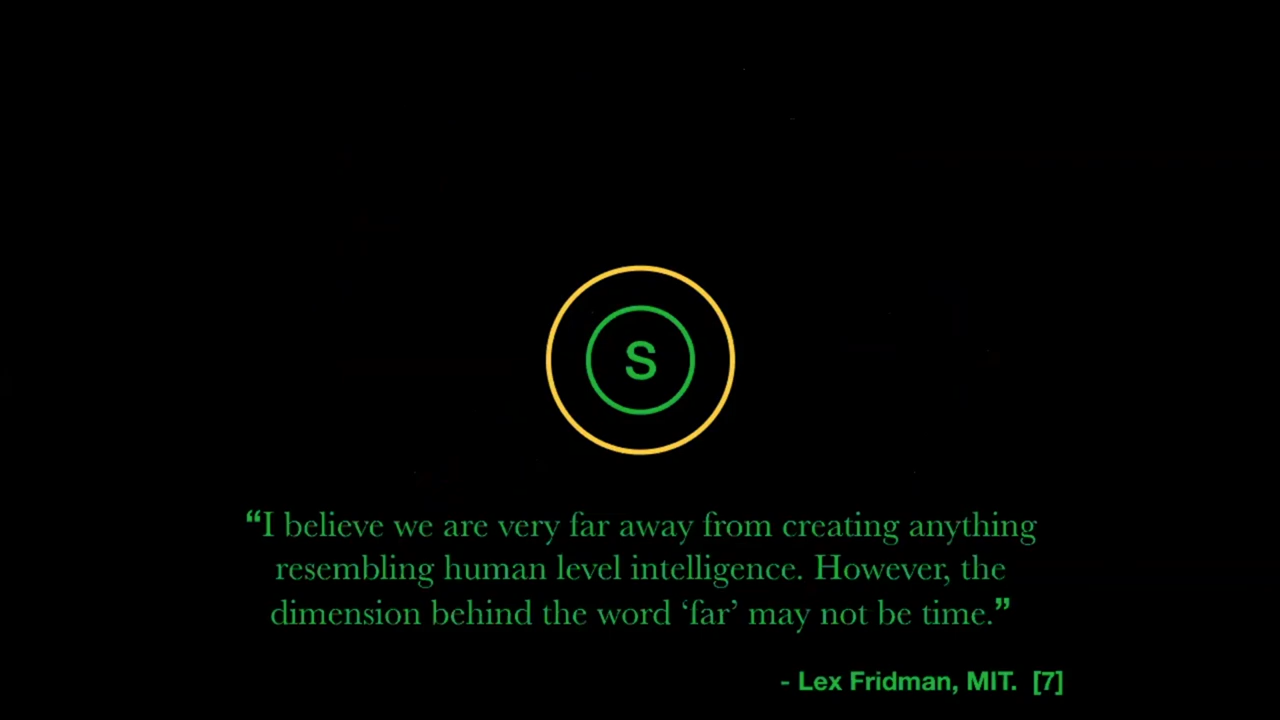 S
“I believe we are very far away from creating anything
resembling human level intelligence. However, the
dimension behind the word ‘far’ may not be time.”
- Lex Fridman, MIT. [7]